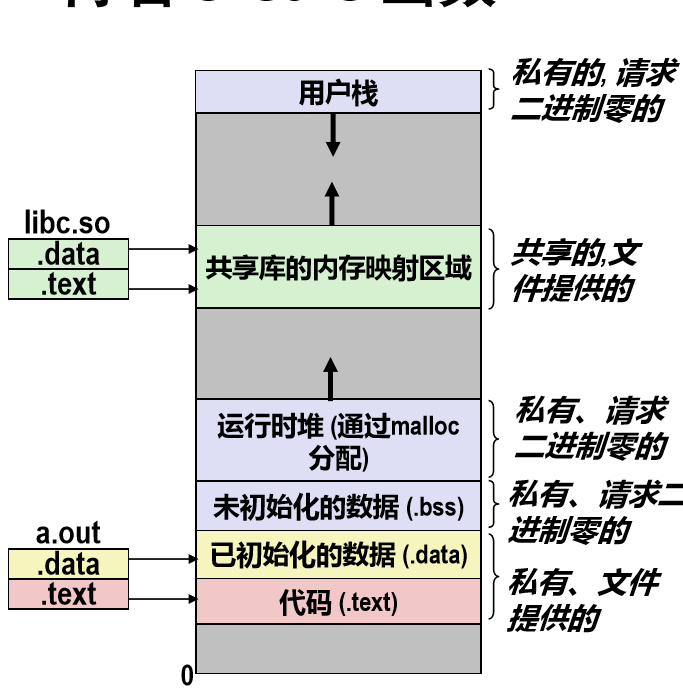 用户栈
私有的, 请求
二进制零的
libc.so
.data
.text
共享库的内存映射区域
共享的,文
件提供的
运行时堆 (通过malloc
分配)
私有、请求
二进制零的
未初始化的数据 (.bss)
私有、请求二
进制零的
a.out
.data
.text
已初始化的数据 (.data)
代码 (.text)
私有、文件
提供的
0